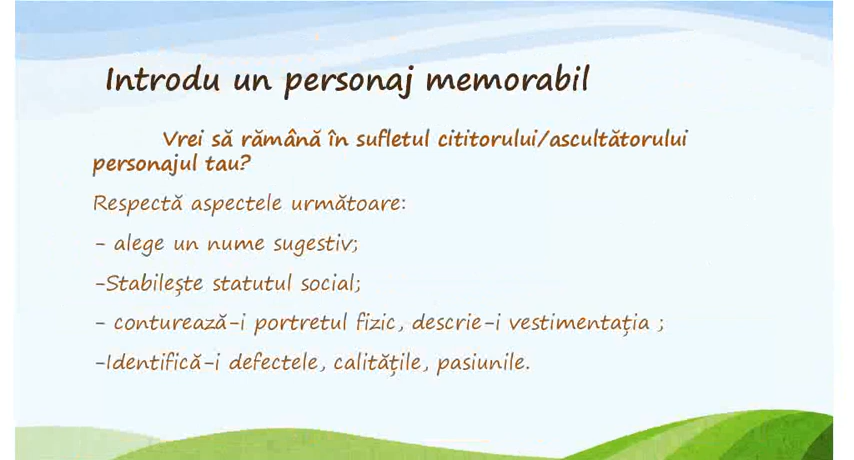 Introdu un personaj memorabil
Vrei să rămână în sufletul cititorului/ascultătorului
personajul tau?
Respectă aspectele următoare:
- alege un nume sugestiv;
-Stabilește statutul social;
- conturează-i portretul fizic, descrie-i vestimentația ;
-Identifică-i defectele, calitățile, pasiunile.